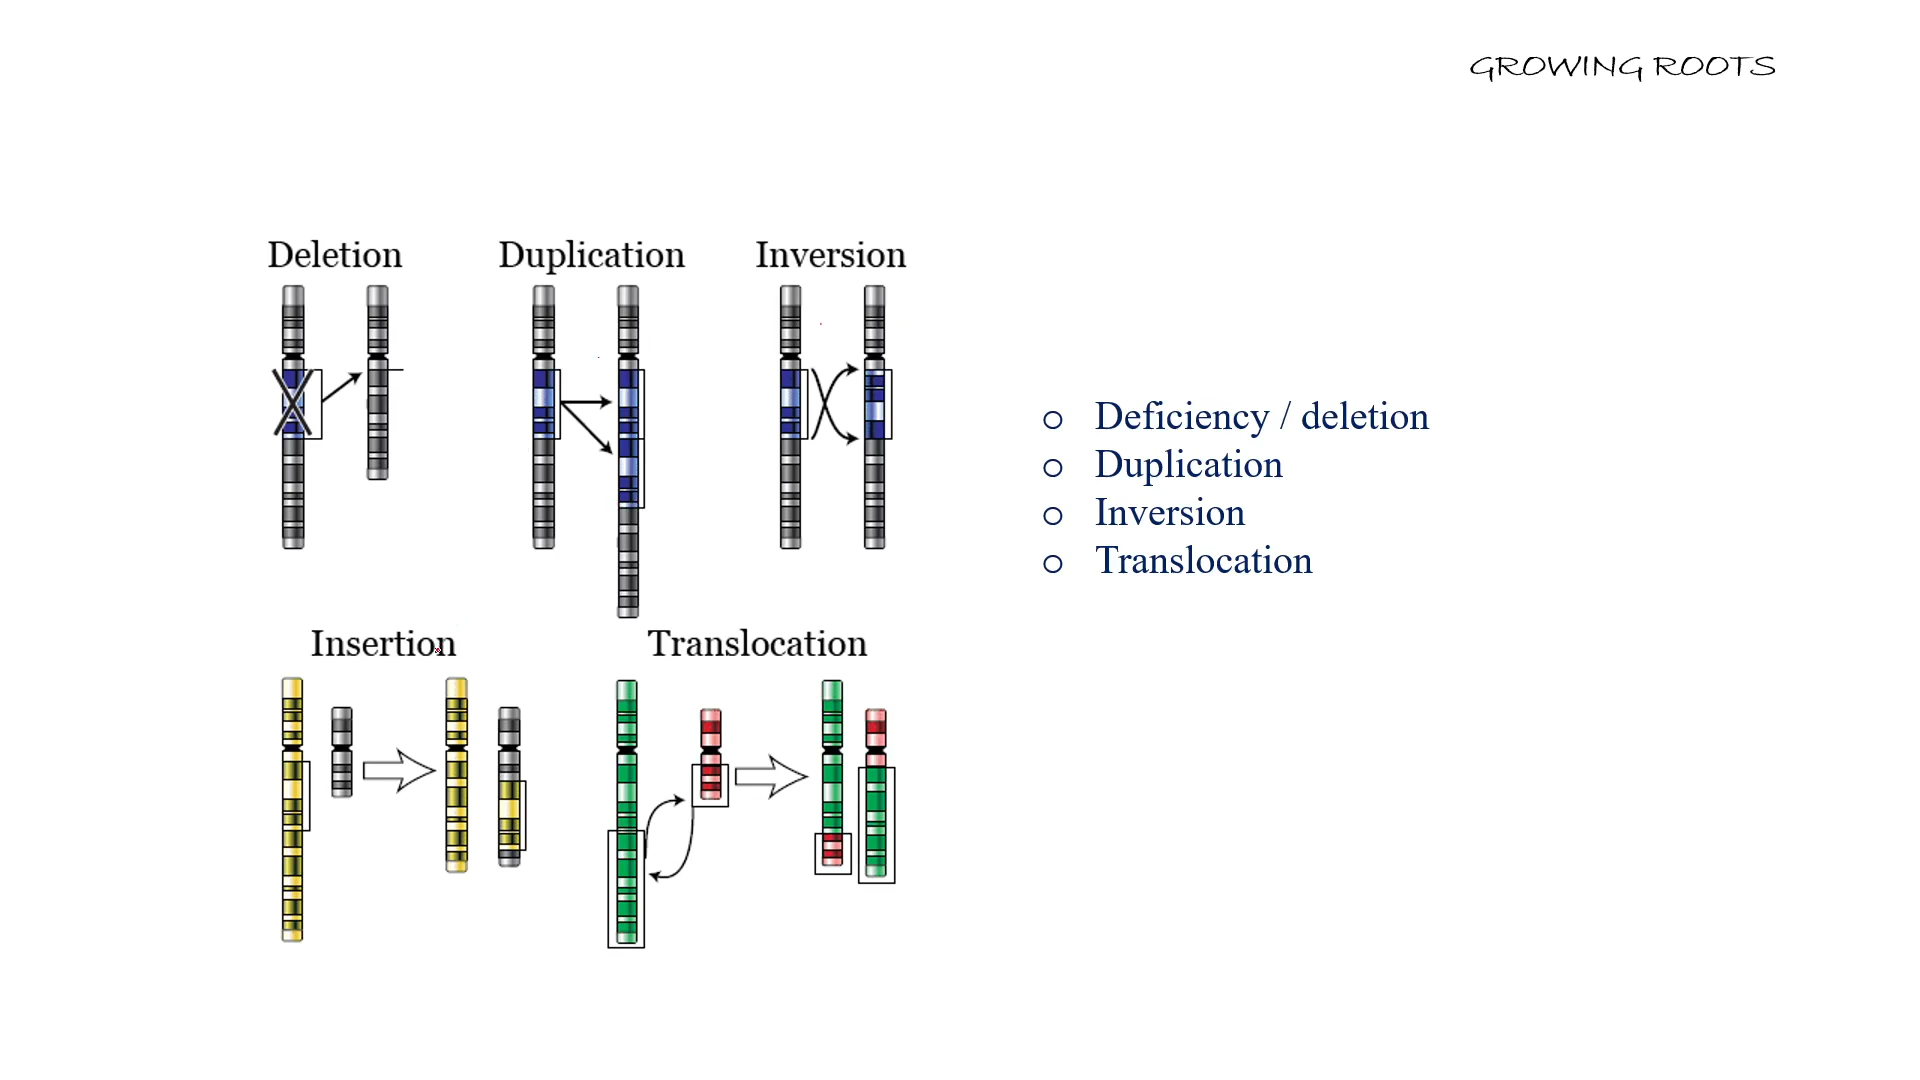 GROWING ROOTS
Deletion
Duplication
Inversion
Insertion
Translocation
Deficiency / deletion
Duplication
Inversion
Translocation